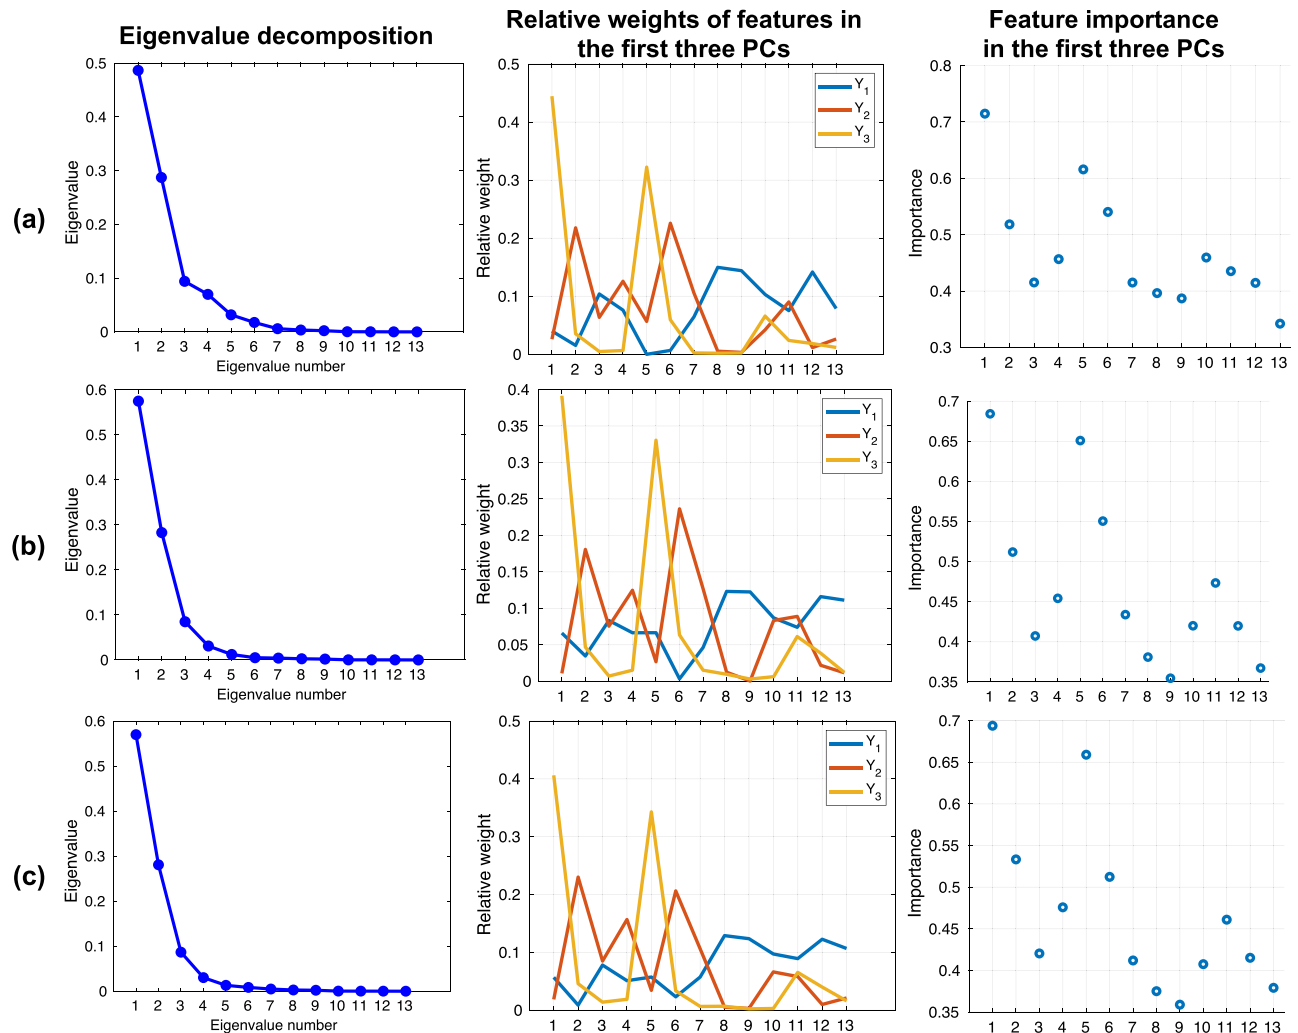 Eigenvalue decomposition
Relative weights of features in
the first three PCs
Feature importance
in the first three PCs
(a)
Eigenvalue
0.5
0.4
0.3
0.2
0.1
0
1 2 3 4 5 6 7 8 9 10 11 12 13
Eigenvalue number
Relative weight
0.5
0.4
0.3
0.2
0.1
0
1 2 3 4 5 6 7 8 9 10 11 12 13
Y1
Y2
Y3
Importance
0.8
0.7
0.6
0.5
0.4
0.3
1 2 3 4 5 6 7 8 9 10 11 12 13
(b)
Eigenvalue
0.6
0.5
0.4
0.3
0.2
0.1
0
1 2 3 4 5 6 7 8 9 10 11 12 13
Eigenvalue number
Relative weight
0.4
0.35
0.3
0.25
0.2
0.15
0.1
0.05
0
1 2 3 4 5 6 7 8 9 10 11 12 13
Y1
Y2
Y3
Importance
0.7
0.65
0.6
0.55
0.5
0.45
0.4
0.35
1 2 3 4 5 6 7 8 9 10 11 12 13
(c)
Eigenvalue
0.6
0.5
0.4
0.3
0.2
0.1
0
1 2 3 4 5 6 7 8 9 10 11 12 13
Eigenvalue number
Relative weight
0.5
0.4
0.3
0.2
0.1
0
1 2 3 4 5 6 7 8 9 10 11 12 13
Y1
Y2
Y3
Importance
0.7
0.65
0.6
0.55
0.5
0.45
0.4
0.35
1 2 3 4 5 6 7 8 9 10 11 12 13